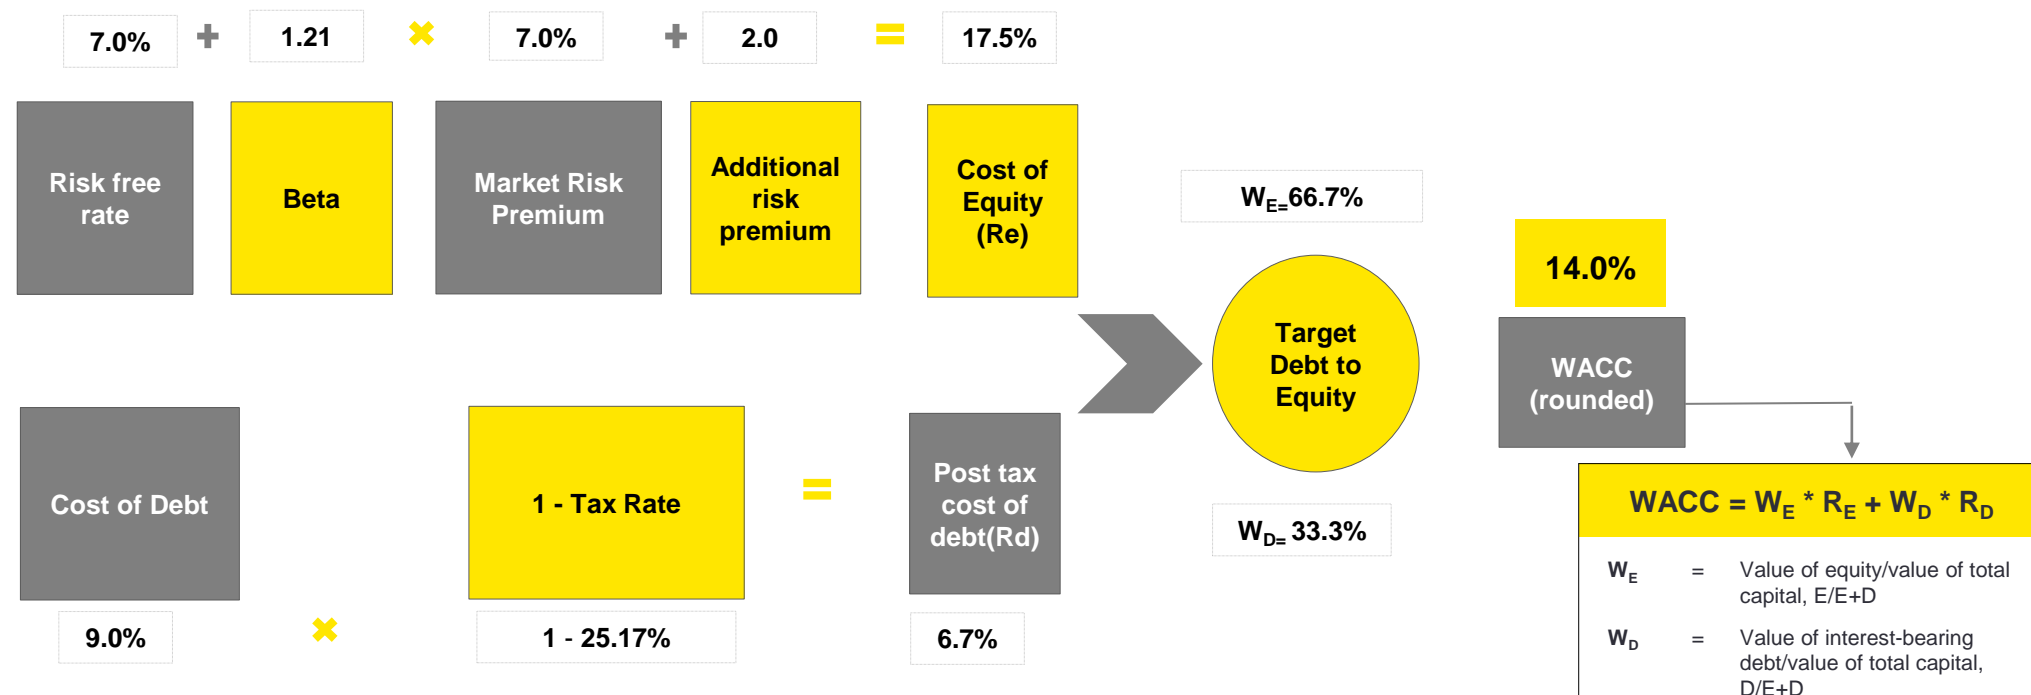 7.0% + 1.21 × 7.0% + 2.0 = 17.5%
Risk free
rate
Beta
Market Risk
Premium
Additional
risk
premium
Cost of
Equity
(Re)
WE=66.7%
Target
Debt to
Equity
WD= 33.3%
14.0%
WACC
(rounded)
Cost of Debt
1 - Tax Rate
=
Post tax
cost of
debt(Rd)
9.0% × 1 - 25.17% 6.7%
WACC = WE * RE + WD * RD
WE = Value of equity/value of total
capital, E/E+D
WD = Value of interest-bearing
debt/value of total capital,
D/E+D